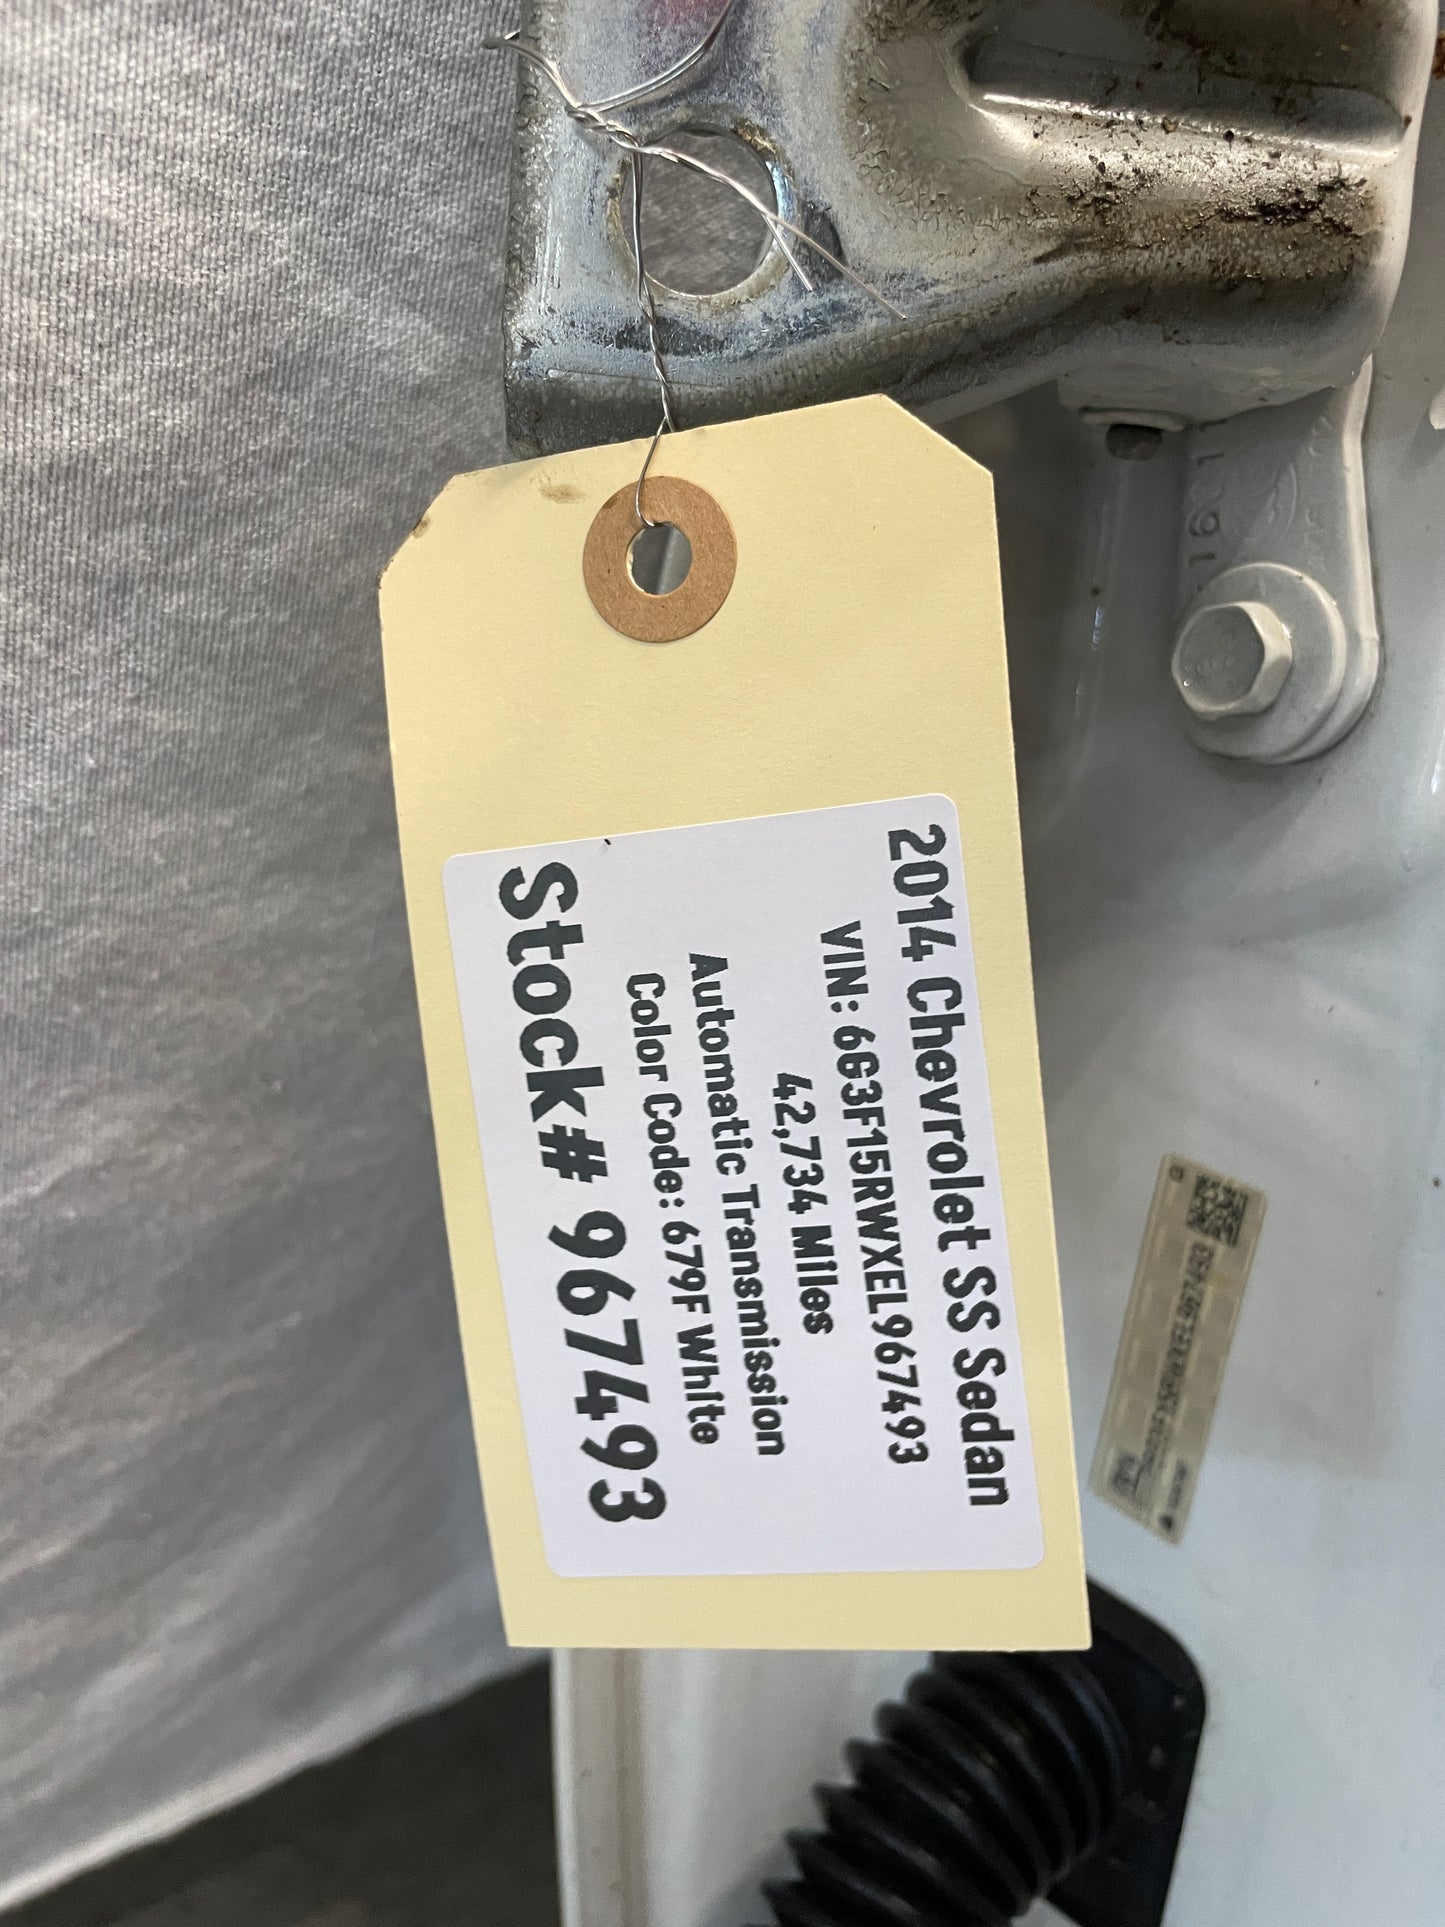 2014 Chevrolet SS Sedan
VIN: 6G3F15RWXEL967493
42,734 Miles
Automatic Transmission
Color Code: 679F White
Stock# 967493